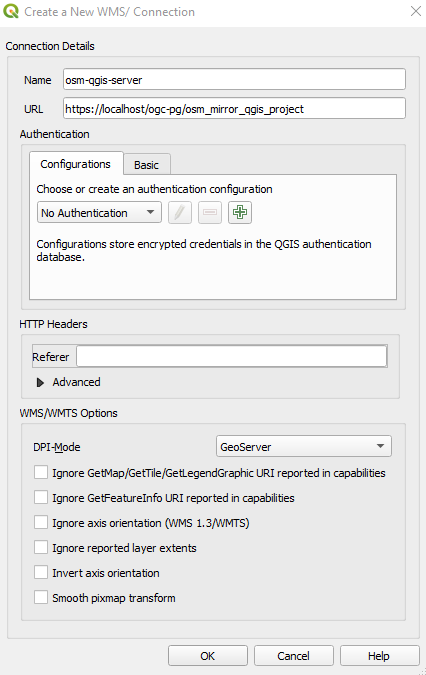 Create a New WMS/ Connection
Connection Details
Name osm-qgis-server
URL https://localhost/ogc-pg/osm_mirror_qgis_project
Authentication
Configurations Basic
Choose or create an authentication configuration
No Authentication
Configurations store encrypted credentials in the QGIS authentication
database.
HTTP Headers
Referer
Advanced
WMS/WMTS Options
DPI-Mode GeoServer
Ignore GetMap/GetTile/GetLegendGraphic URI reported in capabilities
Ignore GetFeatureInfo URI reported in capabilities
Ignore axis orientation (WMS 1.3/WMTS)
Ignore reported layer extents
Invert axis orientation
Smooth pixmap transform
OK Cancel Help